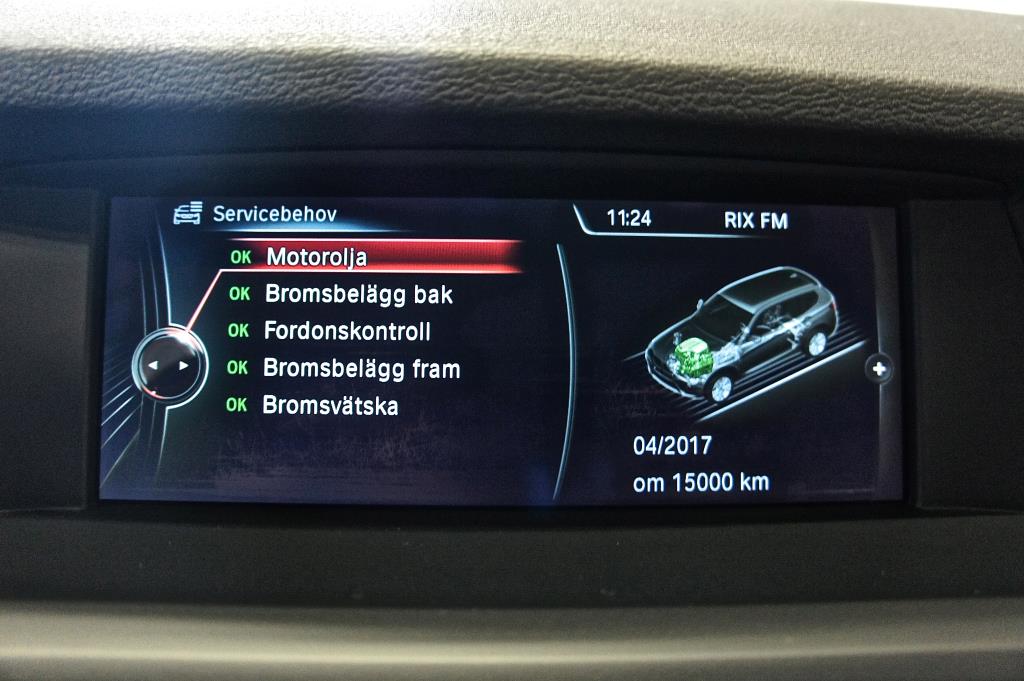 Servicebehov
11:24 RIX FM
OK Motorolja
OK Bromsbelägg bak
OK Fordonskontroll
OK Bromsbelägg fram
OK Bromsvätska
04/2017
om 15000 km